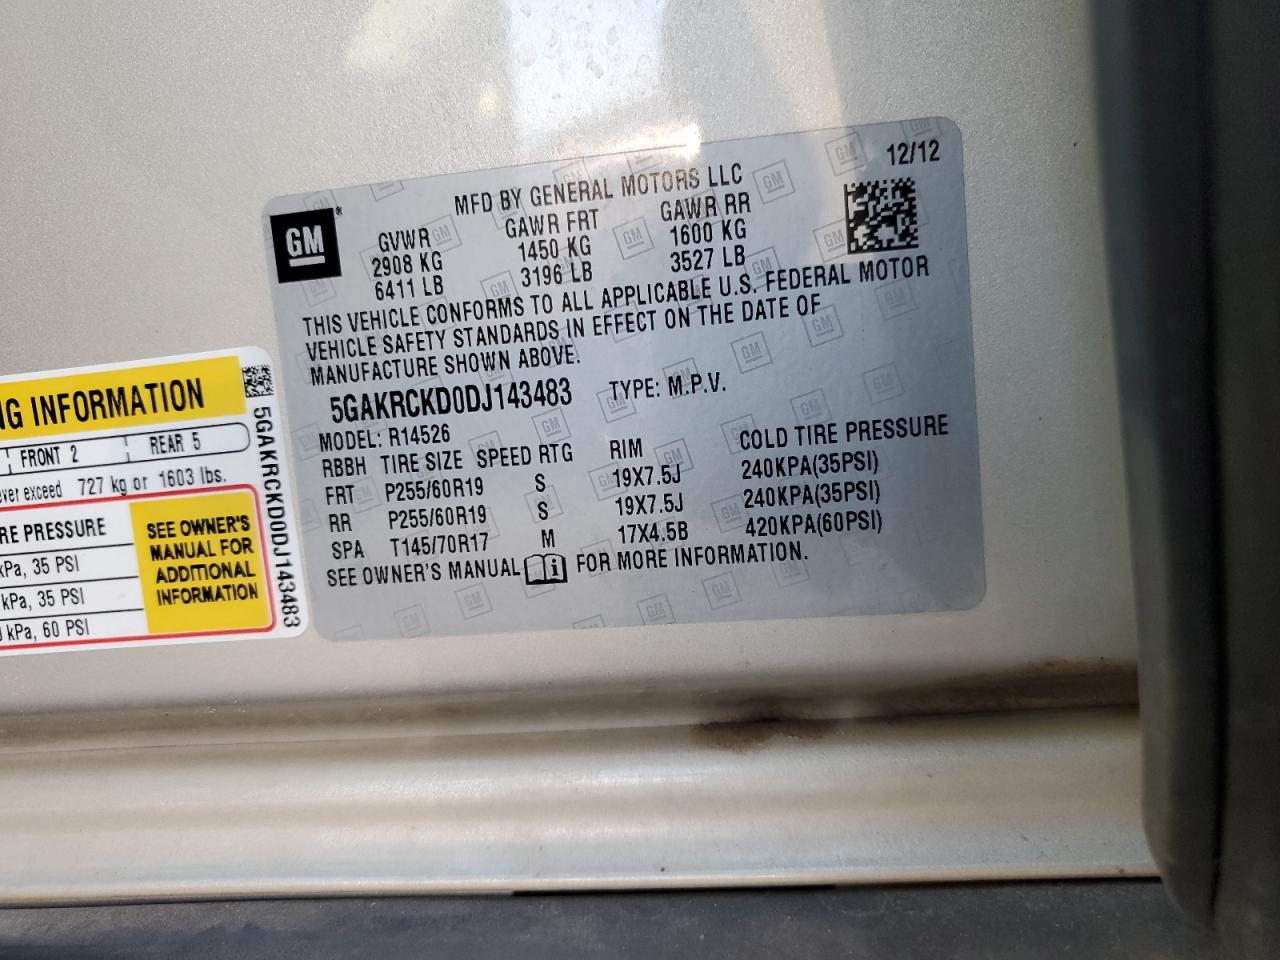 12/12
MFD BY GENERAL MOTORS LLC
GM
GVWR GAWR FRT GAWR RR
2908 KG 1450 KG 1600 KG
6411 LB 3196 LB 3527 LB
THIS VEHICLE CONFORMS TO ALL APPLICABLE U.S. FEDERAL MOTOR
VEHICLE SAFETY STANDARDS IN EFFECT ON THE DATE OF
MANUFACTURE SHOWN ABOVE.
5GAKRCKD0DJ143483 TYPE: M.P.V.
MODEL: R14526
RBBH TIRE SIZE SPEED RTG RIM COLD TIRE PRESSURE
FRT P255/60R19 S 19X7.5J 240KPA(35PSI)
RR P255/60R19 S 19X7.5J 240KPA(35PSI)
SPA T145/70R17 M 17X4.5B 420KPA(60PSI)
SEE OWNER'S MANUAL i FOR MORE INFORMATION.
NG INFORMATION
FRONT 2 REAR 5
ver exceed 727 kg or 1603 lbs.
RE PRESSURE
kPa, 35 PSI
kPa, 35 PSI
kPa, 60 PSI
SEE OWNER'S
MANUAL FOR
ADDITIONAL
INFORMATION
5GAKRCKD0DJ143483